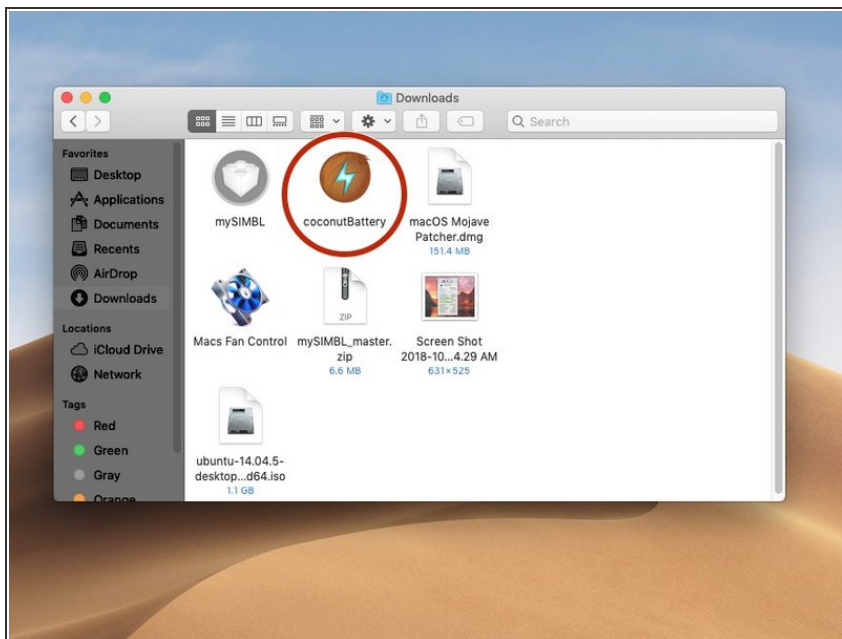 Downloads
Search
Favorites
Desktop
Applications
Documents
Recents
AirDrop
Downloads
Locations
iCloud Drive
Network
Tags
Red
Green
Gray
Orange
mySIMBL
coconutBattery
macOS Mojave
Patcher.dmg
151.4 MB
Macs Fan Control
ZIP
mySIMBL_master.
zip
6.6 MB
Screen Shot
2018-10...4.29 AM
631×525
ubuntu-14.04.5-
desktop...d64.iso
1.1 GB